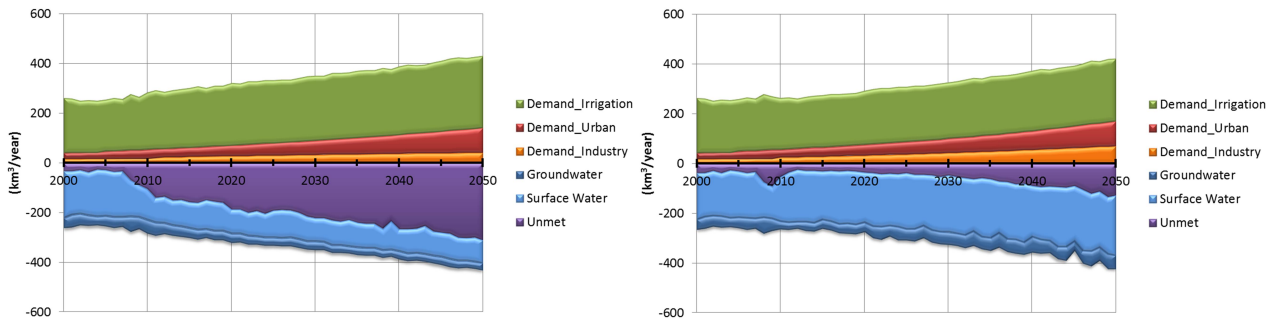 600
400
200
0
-200
-400
-600
(km³/year)
2000
2010
2020
2030
2040
2050
Demand_Irrigation
Demand_Urban
Demand_Industry
Groundwater
Surface Water
Unmet
600
400
200
0
-200
-400
-600
(km³/year)
2000
2010
2020
2030
2040
2050
Demand_Irrigation
Demand_Urban
Demand_Industry
Groundwater
Surface Water
Unmet